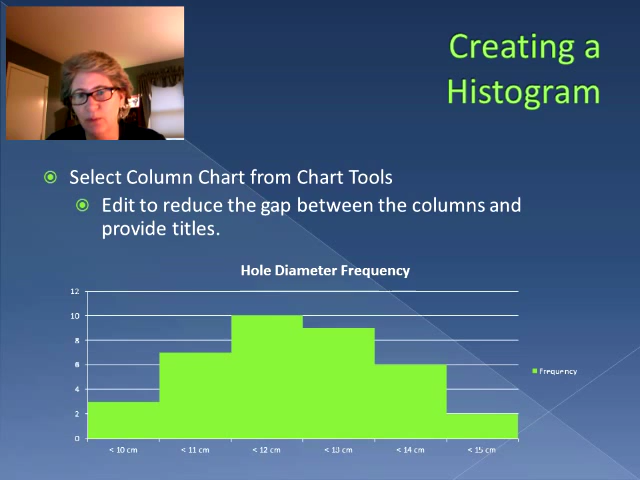 Creating a
Histogram
Select Column Chart from Chart Tools
Edit to reduce the gap between the columns and
provide titles.
Hole Diameter Frequency
12
10
8
6
4
2
0
< 10 cm < 11 cm < 12 cm < 13 cm < 14 cm < 15 cm
Frequency